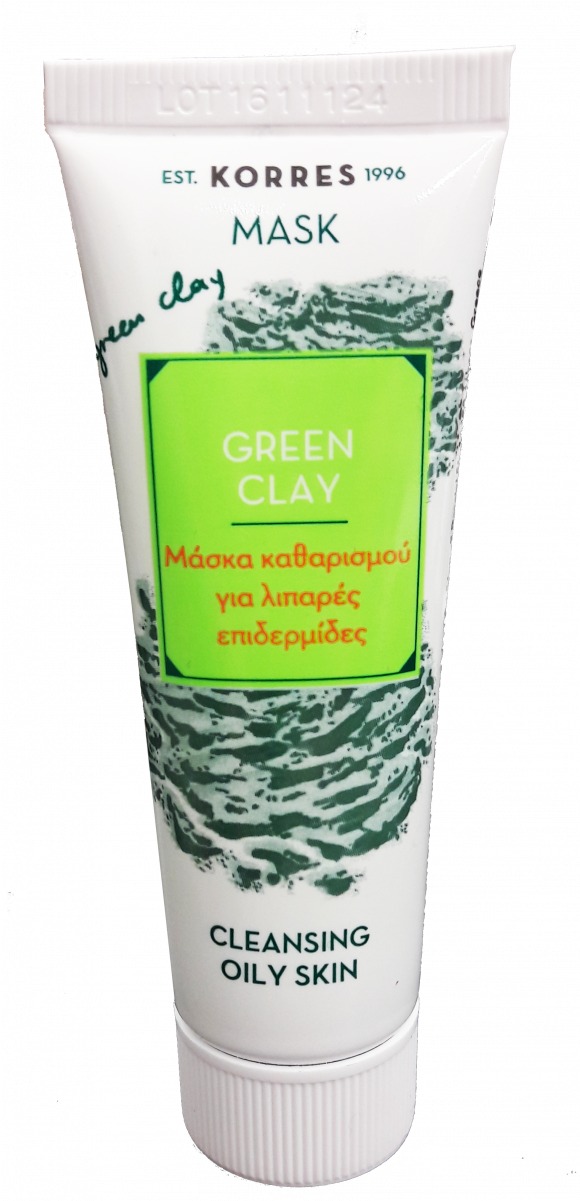 LOT1611124
EST. KORRES 1996
MASK
green clay
GREEN
CLAY
Μάσκα καθαρισμού
για λιπαρές
επιδερμίδες
CLEANSING
OILY SKIN